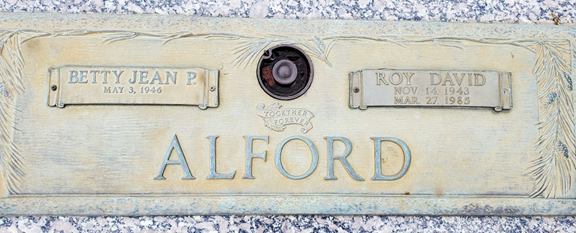 BETTY JEAN P.
MAY 3, 1946
ROY DAVID
NOV. 14, 1943
MAR. 27, 1985
TOGETHER
FOREVER
ALFORD